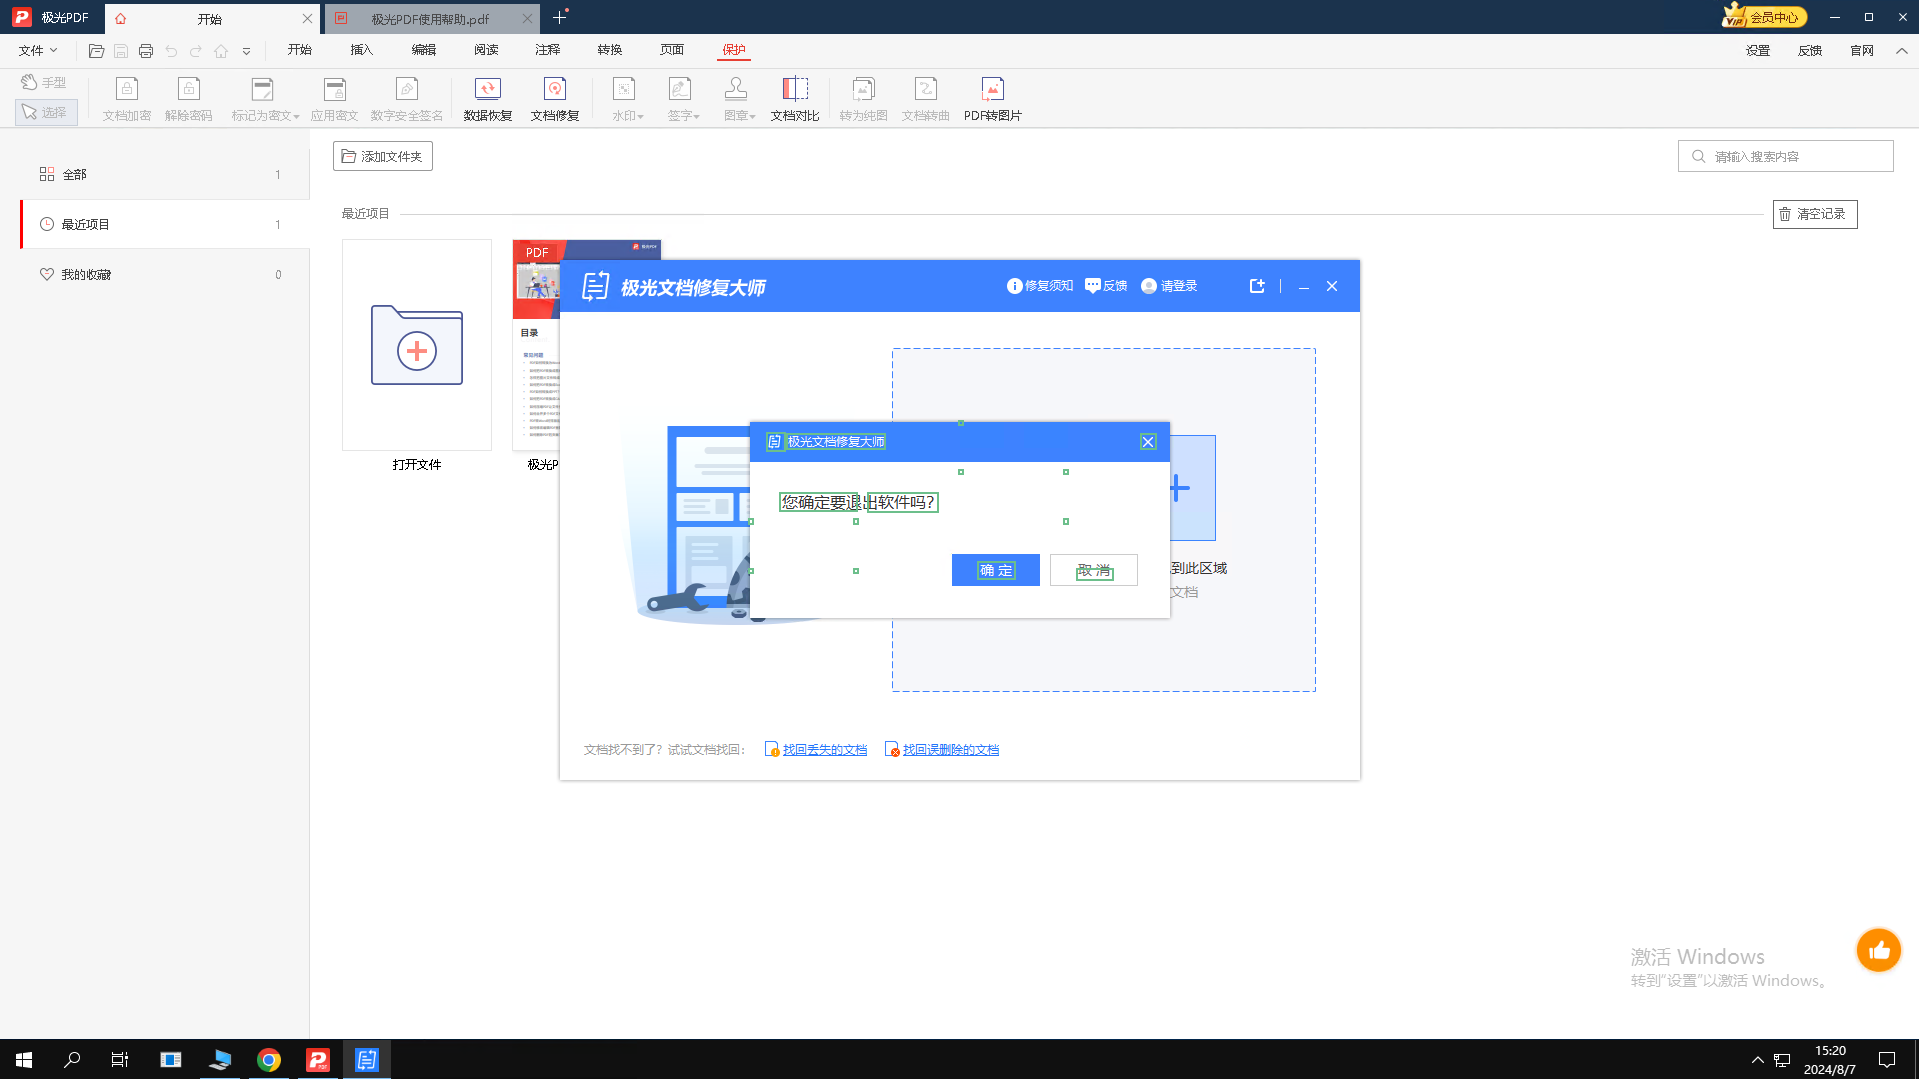 极光PDF
开始
极光PDF使用帮助.pdf
VIP 会员中心
文件
开始 插入 编辑 阅读 注释 转换 页面 保护
设置 反馈 官网
手型
选择
文档加密 解除密码 标记为密文 应用密文 数字安全签名 数据恢复 文档修复 水印 签字 图章 文档对比 转为纯图 文档转曲 PDF转图片
添加文件夹
请输入搜索内容
全部 1
最近项目 1
我的收藏 0
最近项目
清空记录
PDF
目录
常见问题
打开文件
极光P
极光文档修复大师
修复须知 反馈 请登录
极光文档修复大师
您确定要退出软件吗?
确定 取消
到此区域
文档
文档找不到了? 试试文档找回:
找回丢失的文档 找回误删除的文档
激活 Windows
转到“设置”以激活 Windows。
15:20
2024/8/7